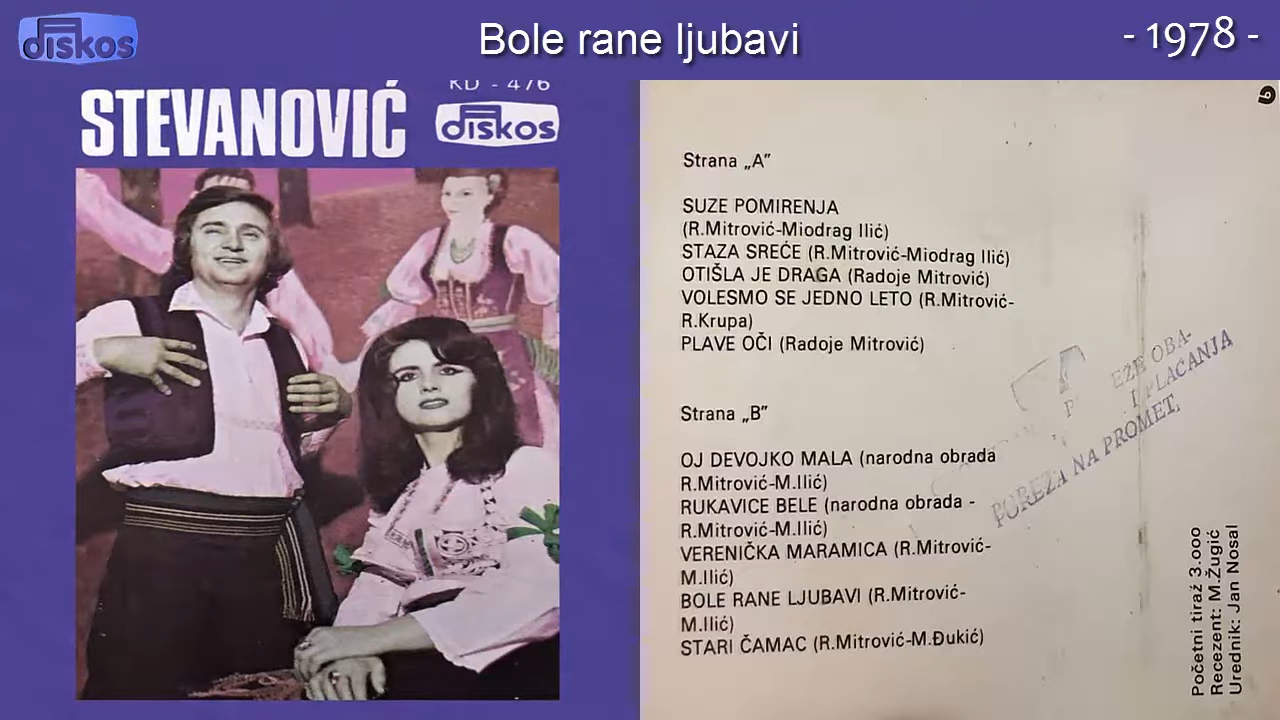 diskos
Bole rane ljubavi
- 1978 -
STEVANOVIĆ
KD - 476
diskos
Strana „A”
SUZE POMIRENJA
(R.Mitrović-Miodrag Ilić)
STAZA SREĆE (R.Mitrović-Miodrag Ilić)
OTIŠLA JE DRAGA (Radoje Mitrović)
VOLESMO SE JEDNO LETO (R.Mitrović-
R.Krupa)
PLAVE OČI (Radoje Mitrović)
Strana „B”
OJ DEVOJKO MALA (narodna obrada
R.Mitrović-M.Ilić)
RUKAVICE BELE (narodna obrada -
R.Mitrović-M.Ilić)
VERENIČKA MARAMICA (R.Mitrović-
M.Ilić)
BOLE RANE LJUBAVI (R.Mitrović-
M.Ilić)
STARI ČAMAC (R.Mitrović-M.Đukić)
OBA-
PLAĆANJA
POREZA NA PROMET,
Početni tiraž 3.000
Recezent: M.Žugić
Urednik: Jan Nosal